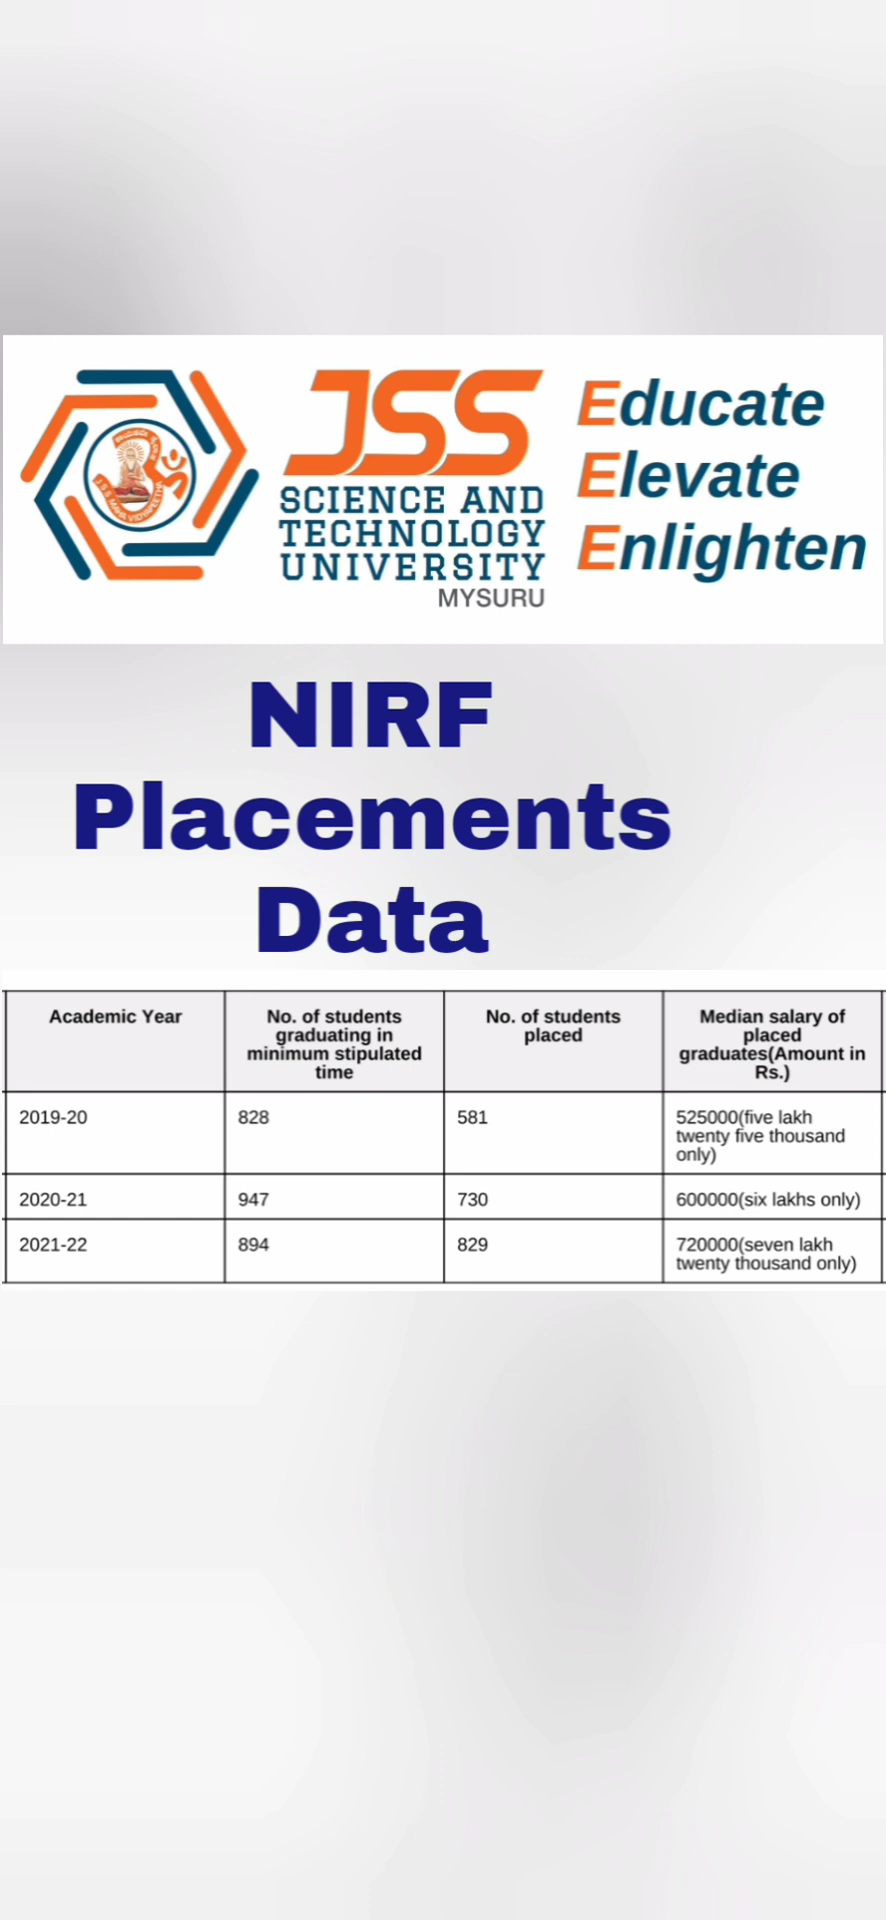 JSS
SCIENCE AND
TECHNOLOGY
UNIVERSITY
MYSURU
Educate
Elevate
Enlighten
JSS MAHAVIDYAPEETHA
NIRF
Placements
Data
Academic Year
No. of students
graduating in
minimum stipulated
time
No. of students
placed
Median salary of
placed
graduates(Amount in
Rs.)
2019-20
828
581
525000(five lakh
twenty five thousand
only)
2020-21
947
730
600000(six lakhs only)
2021-22
894
829
720000(seven lakh
twenty thousand only)